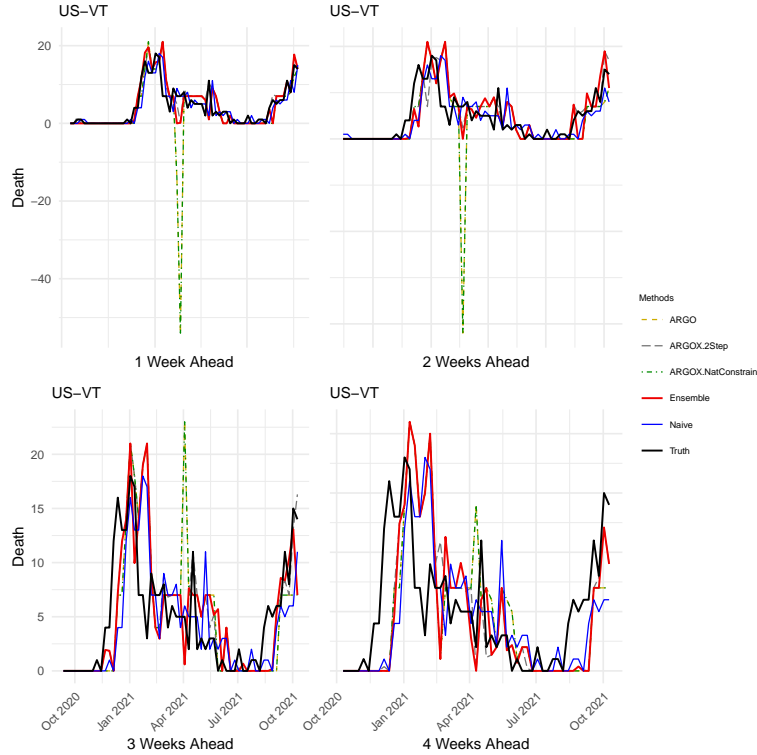 US−VT
US−VT
20
0
−20
−40
Death
Death
1 Week Ahead
2 Weeks Ahead
Methods
ARGO
ARGOX.2Step
ARGOX.NatConstrain
Ensemble
Naive
Truth
US−VT
US−VT
20
15
10
5
0
Death
Death
Oct 2020
Jan 2021
Apr 2021
Jul 2021
Oct 2021
Oct 2020
Jan 2021
Apr 2021
Jul 2021
Oct 2021
3 Weeks Ahead
4 Weeks Ahead